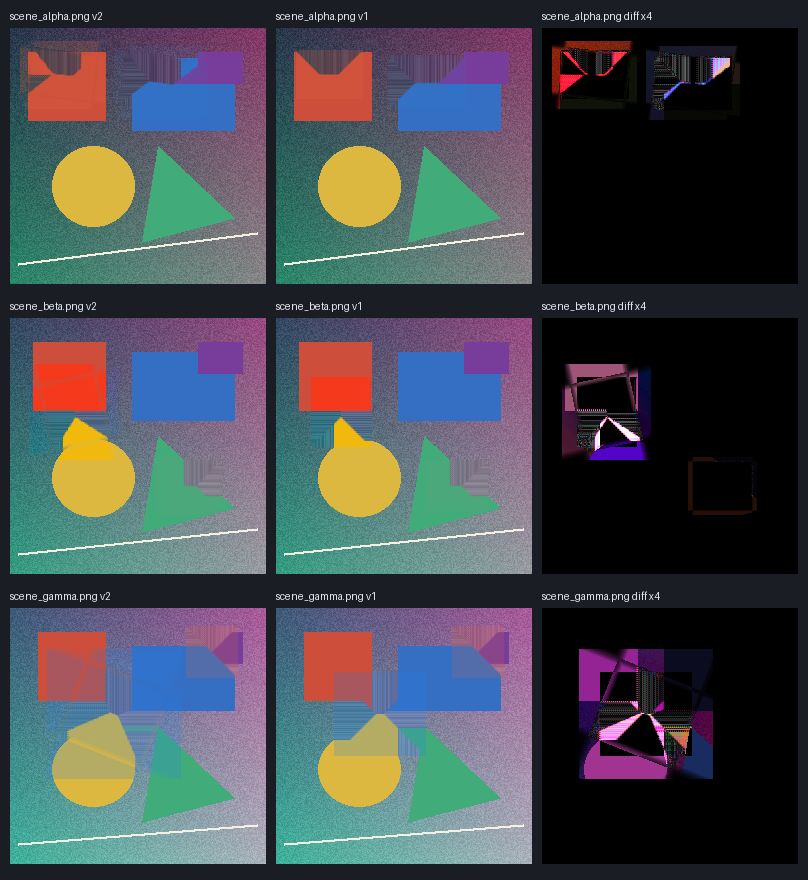 scene_alpha.png v2
scene_alpha.png v1
scene_alpha.png diff x4
scene_beta.png v2
scene_beta.png v1
scene_beta.png diff x4
scene_gamma.png v2
scene_gamma.png v1
scene_gamma.png diff x4